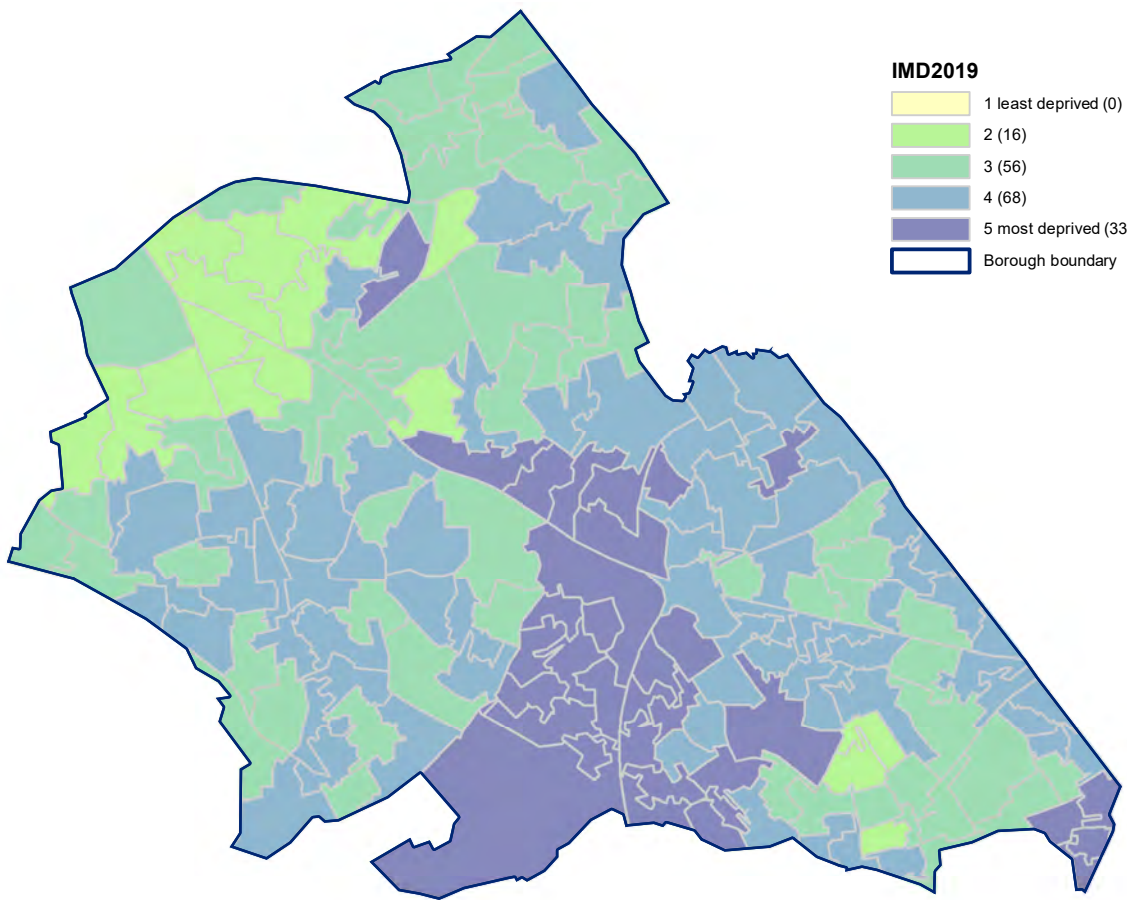 IMD2019
1 least deprived (0)
2 (16)
3 (56)
4 (68)
5 most deprived (33
Borough boundary